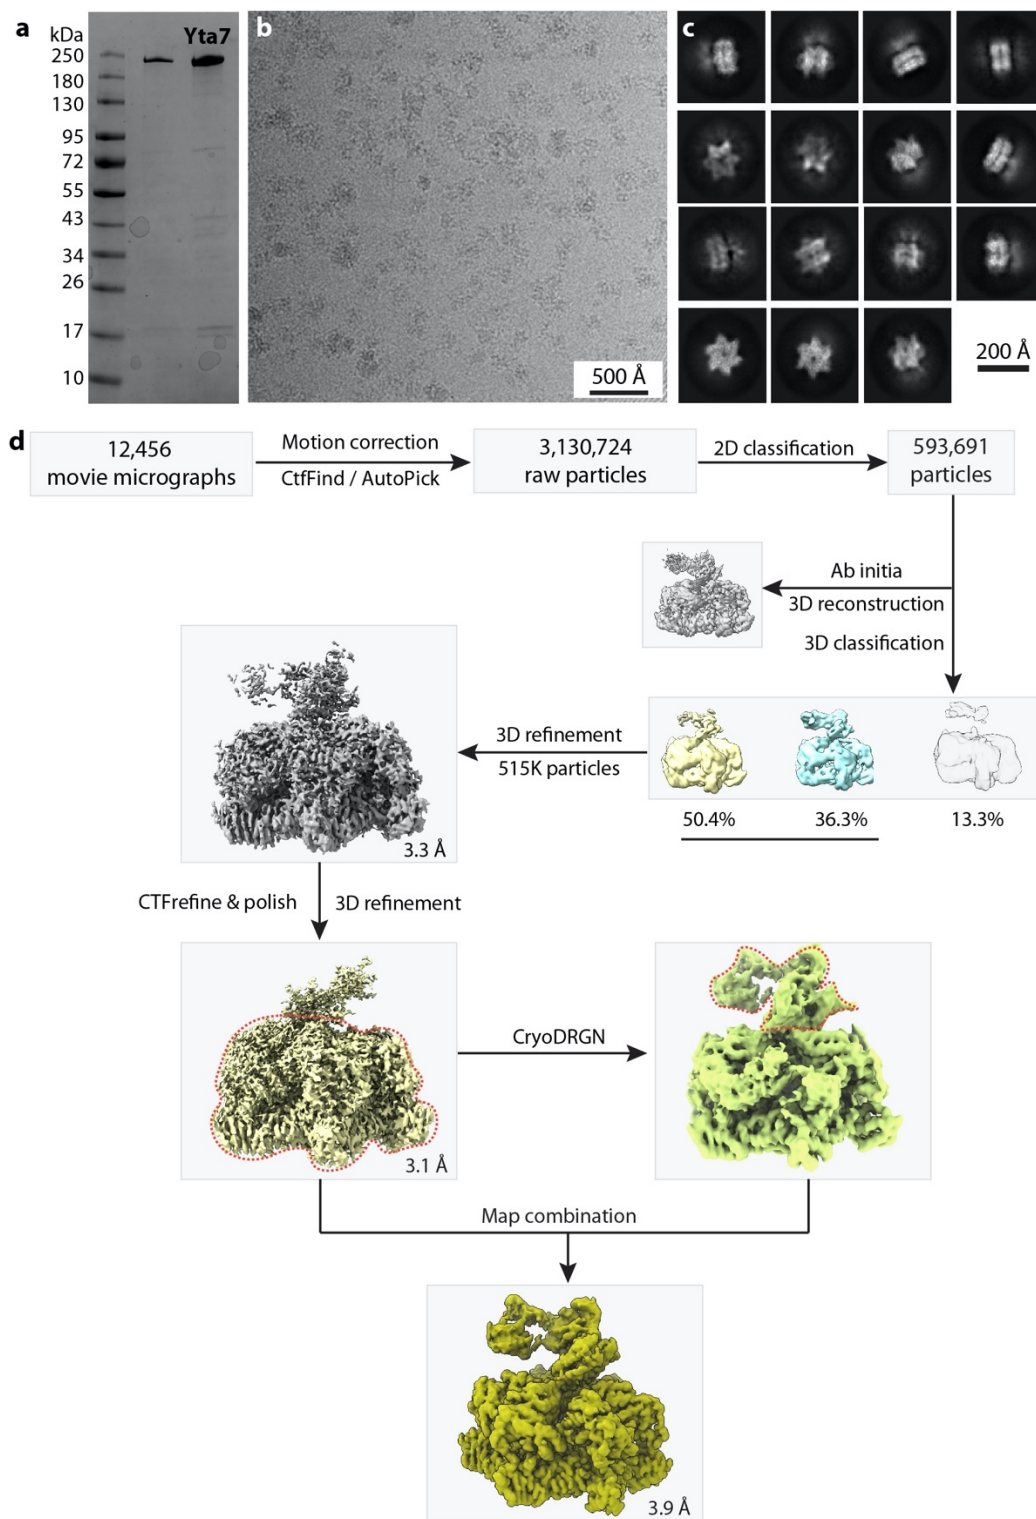 a
kDa
Yta7
250
180
130
95
72
55
43
34
26
17
10
b
500 Å
c
200 Å
d
12,456
movie micrographs
Motion correction
CtfFind / AutoPick
3,130,724
raw particles
2D classification
593,691
particles
Ab initia
3D reconstruction
3D classification
50.4%
36.3%
13.3%
3D refinement
515K particles
3.3 Å
CTFrefine & polish
3D refinement
3.1 Å
CryoDRGN
Map combination
3.9 Å